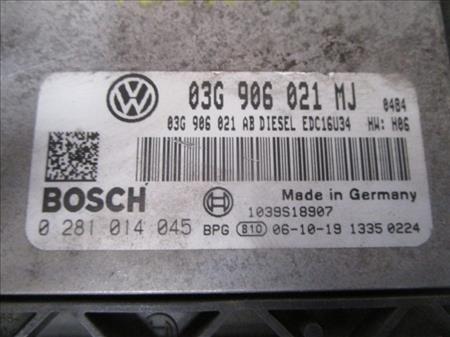 03G 906 021 MJ 0484
03G 906 021 AB DIESEL EDC16U34 HW: H06
BOSCH
Made in Germany
1039S18907
0 281 014 045 BPG 810 06-10-19 1335 0224